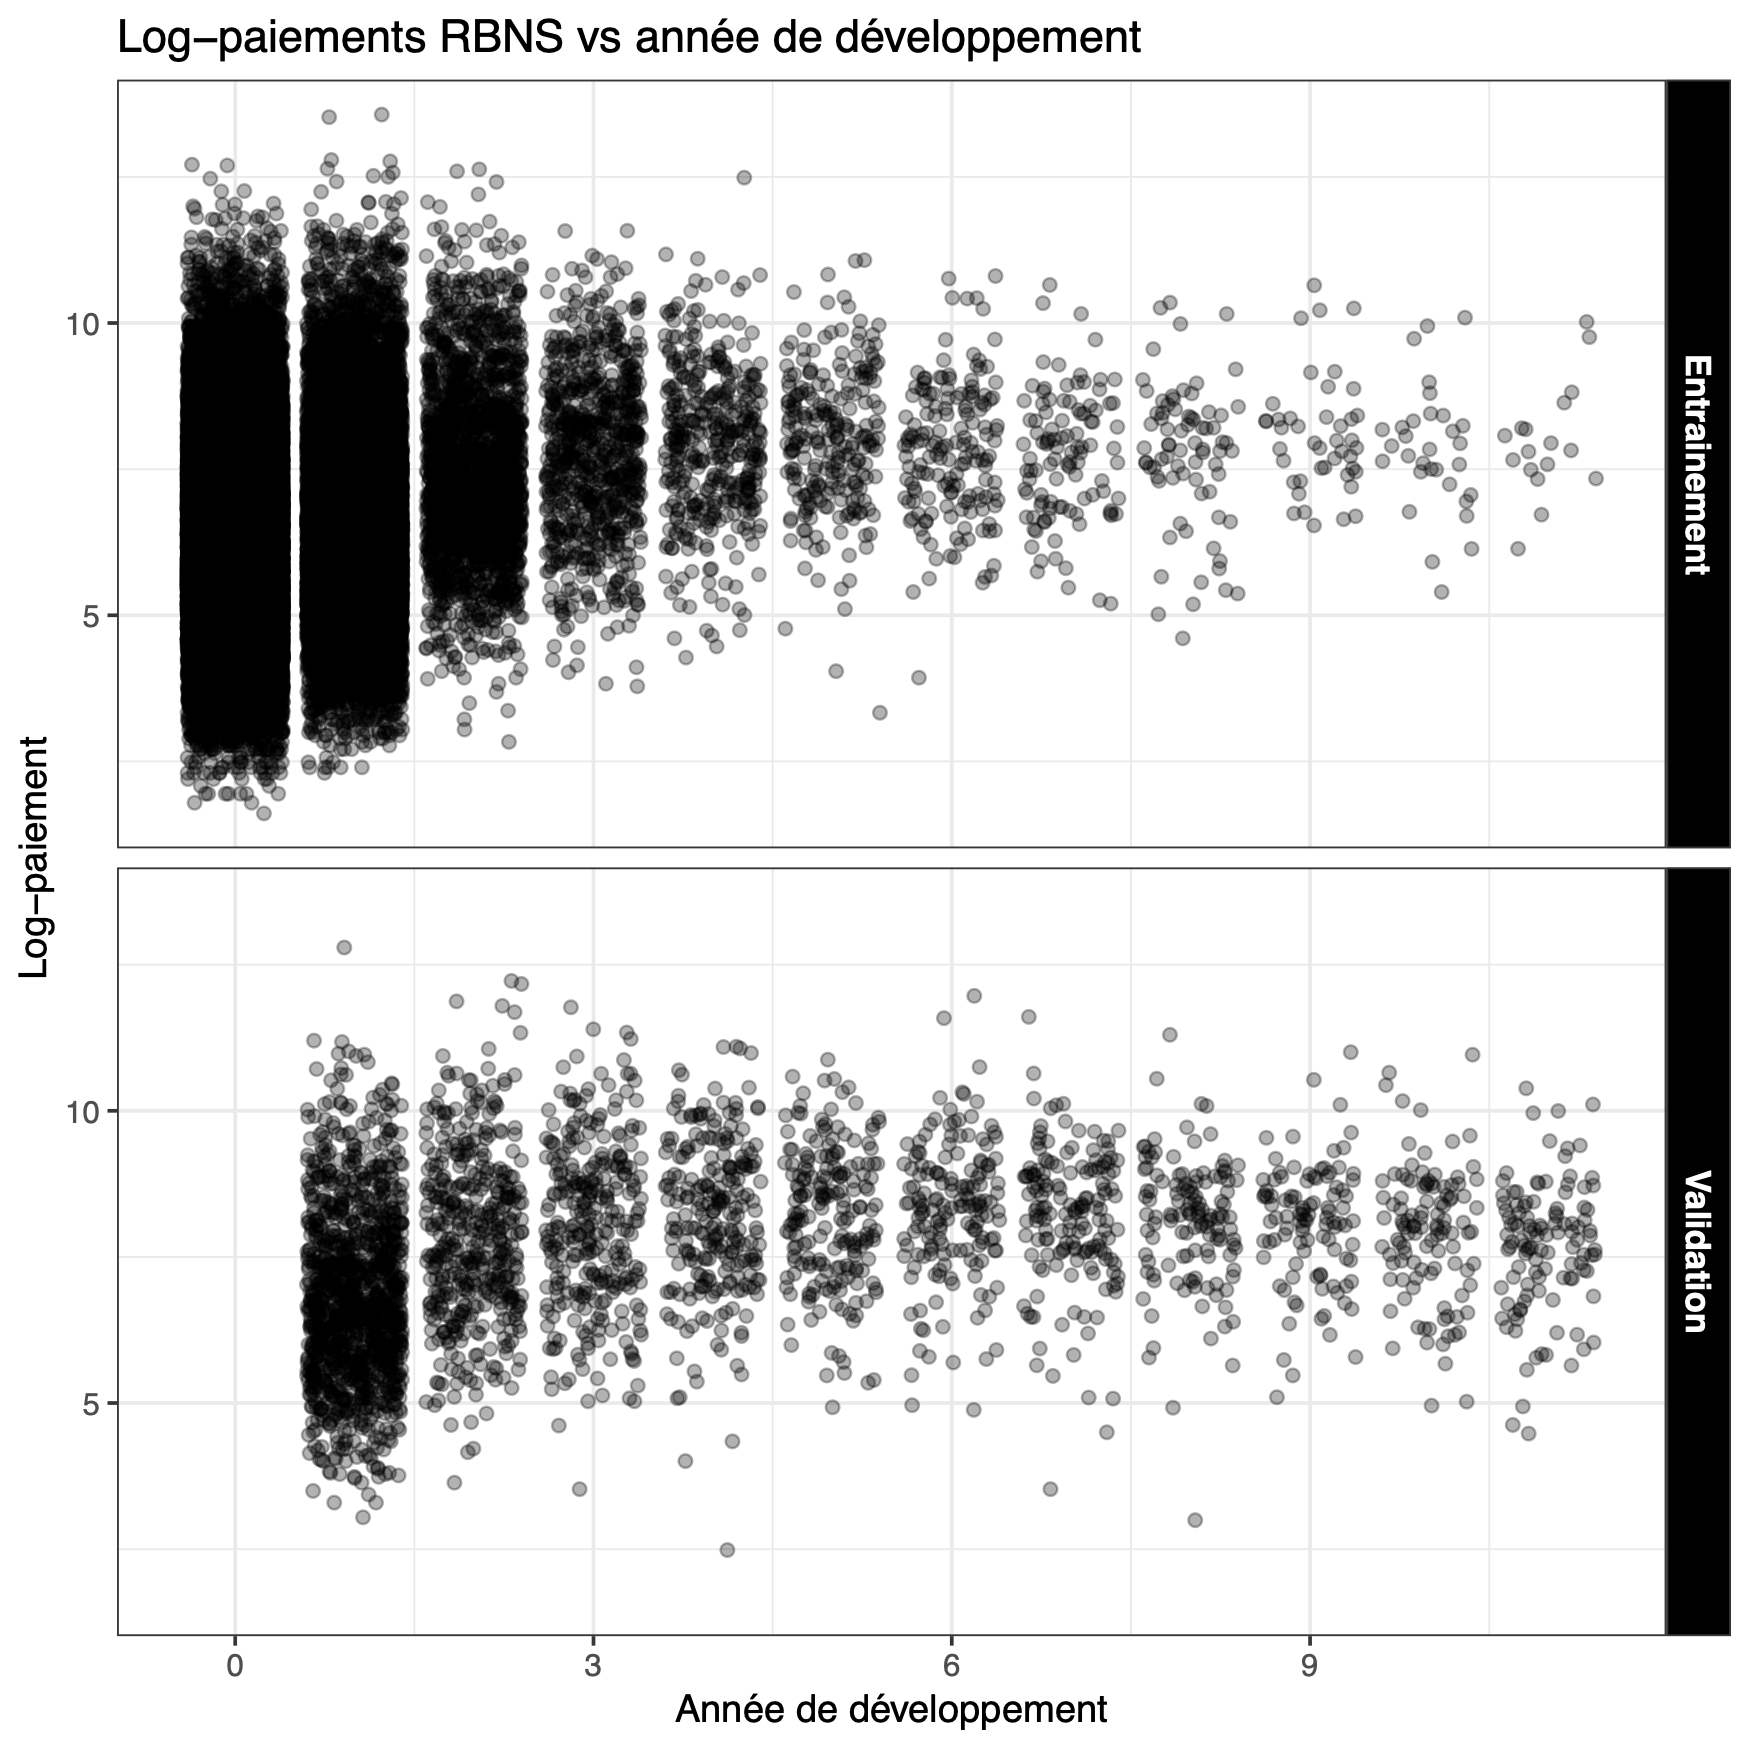 Log−paiements RBNS vs année de développement
Entrainement
10
5
Log−paiement
Validation
10
5
0 3 6 9
Année de développement